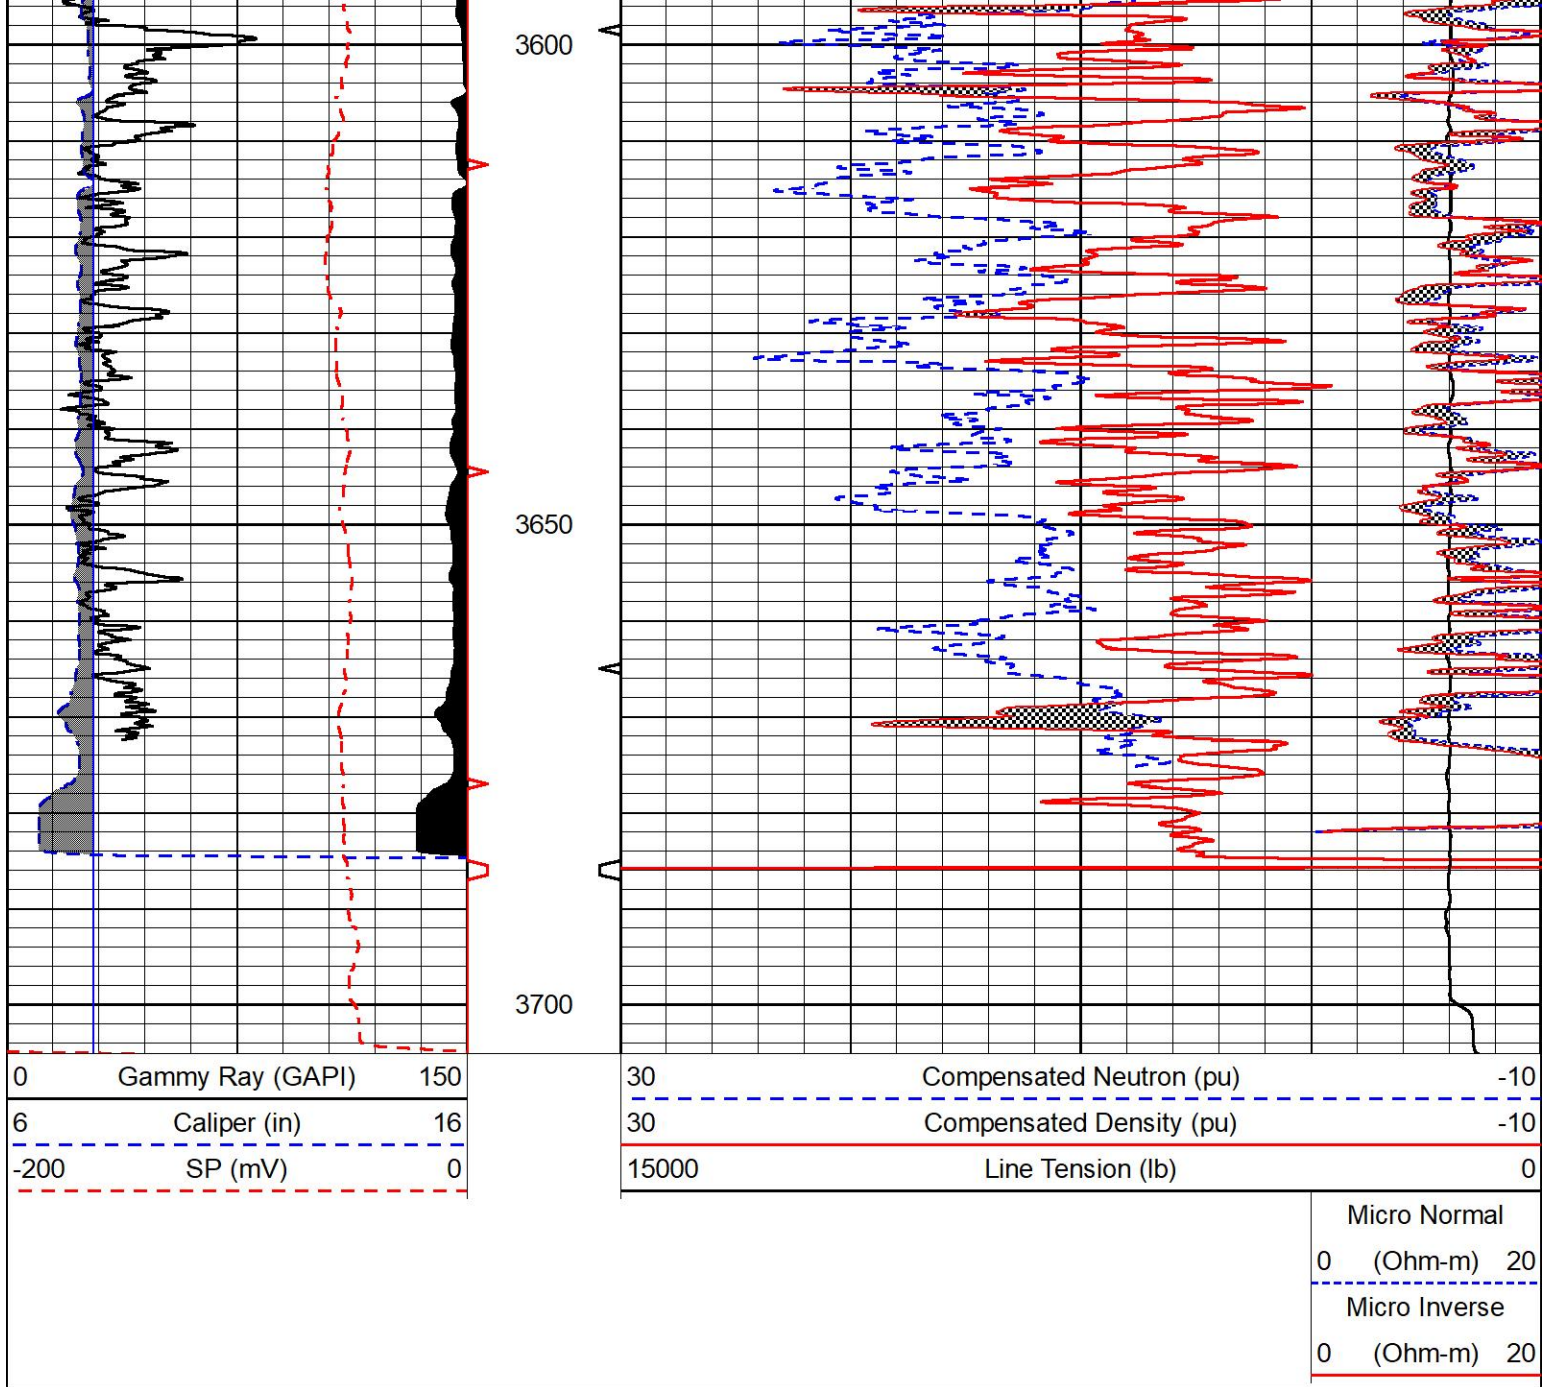 3600
3650
3700
0 Gammy Ray (GAPI) 150
6 Caliper (in) 16
-200 SP (mV) 0
30 Compensated Neutron (pu) -10
30 Compensated Density (pu) -10
15000 Line Tension (lb) 0
Micro Normal
0 (Ohm-m) 20
Micro Inverse
0 (Ohm-m) 20